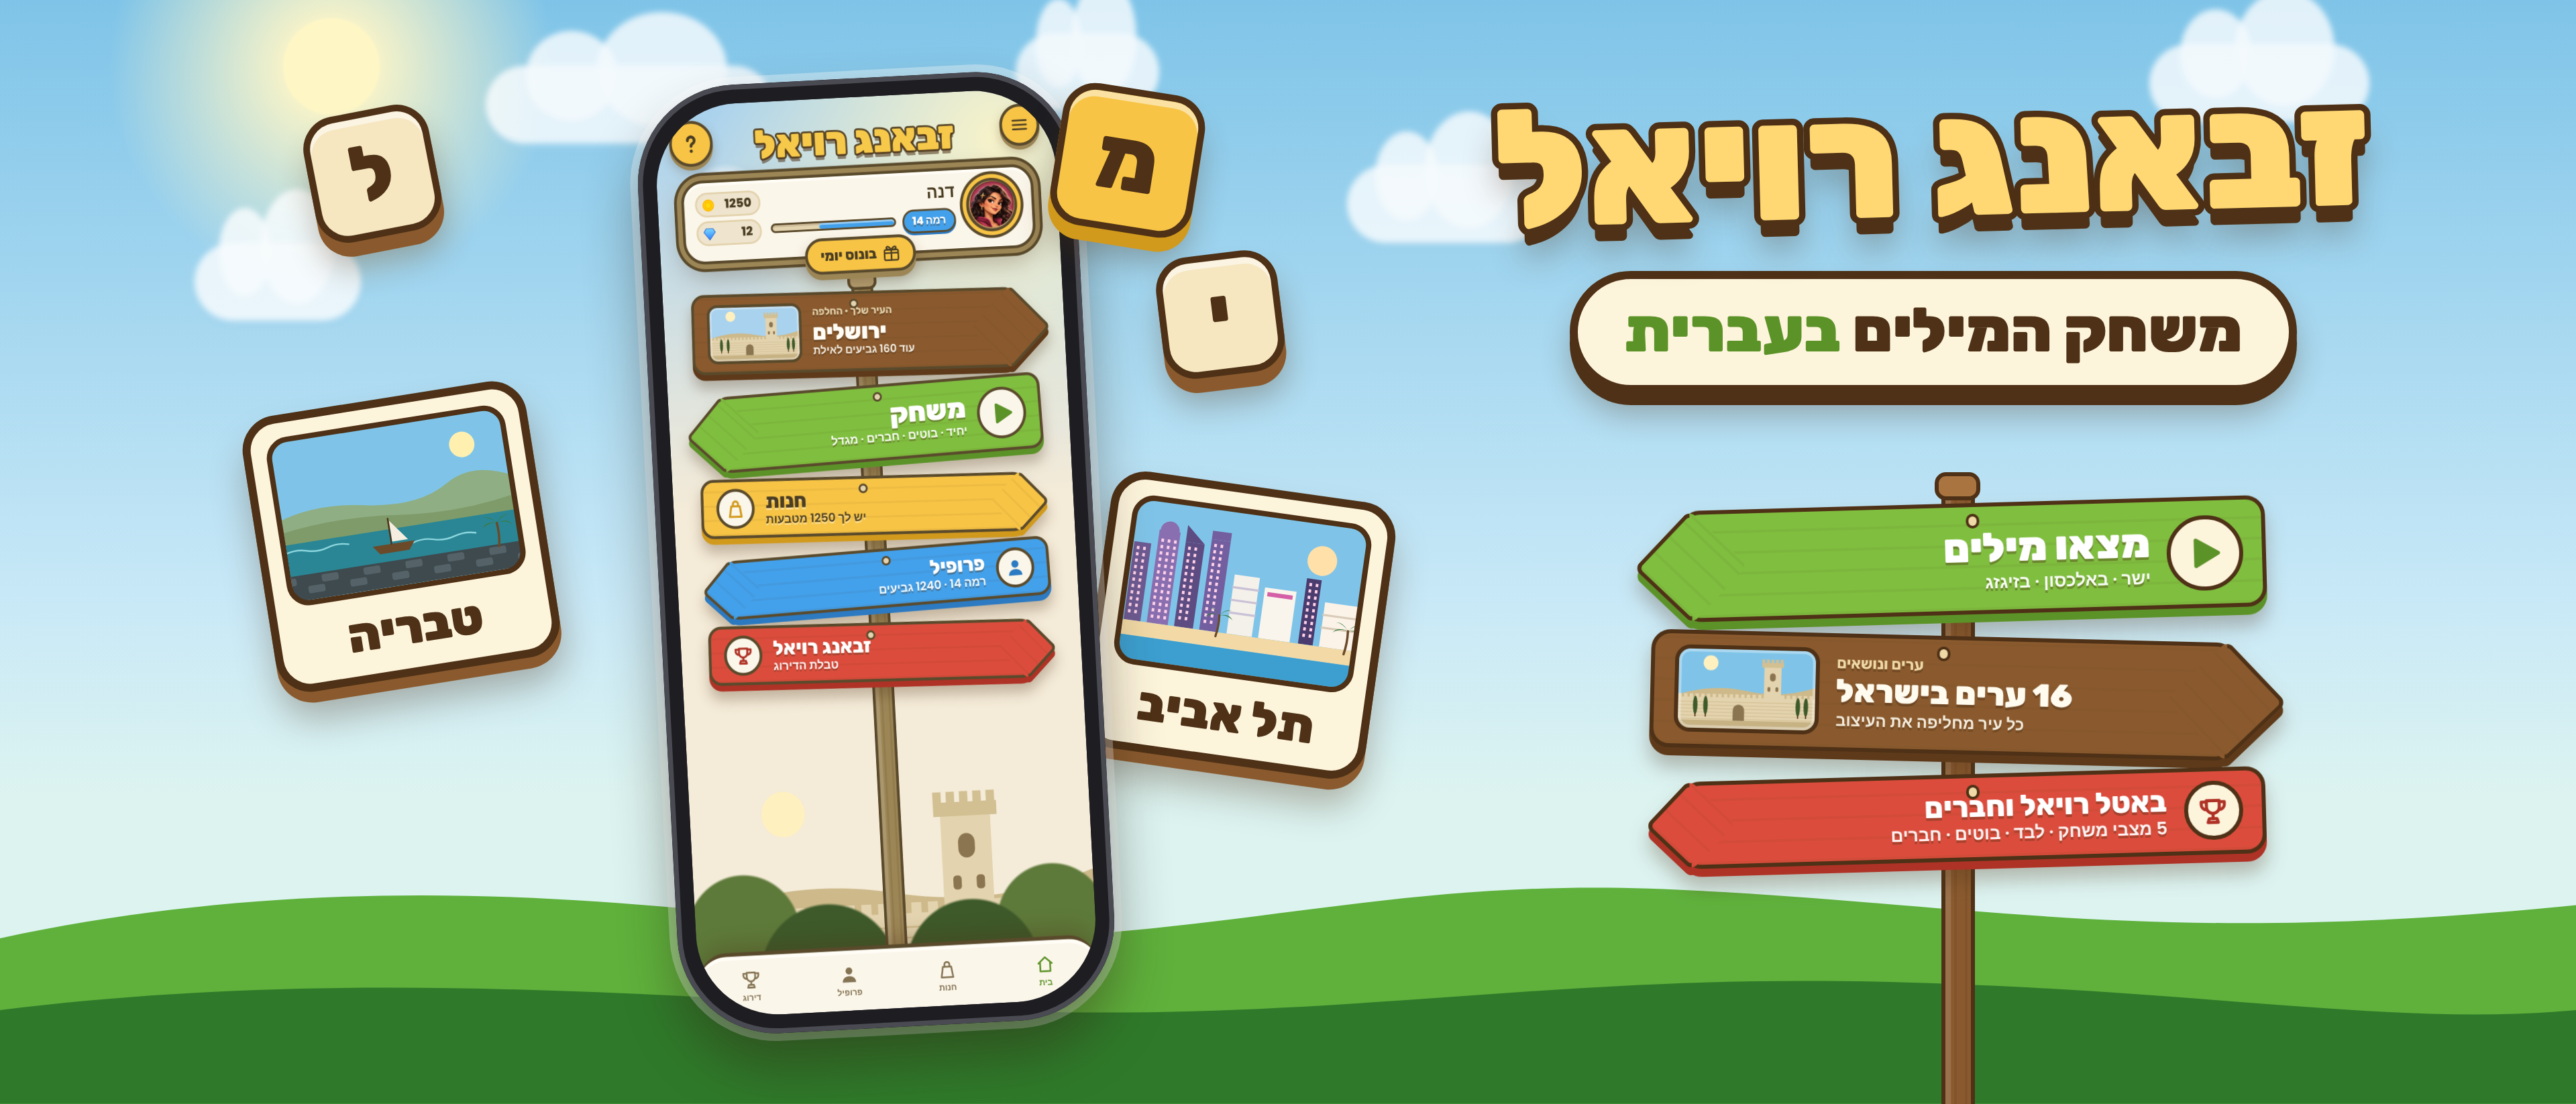 זבאנג רויאל
משחק המילים בעברית
מצאו מילים
ישר · באלכסון · בזיגזג
ערים ונושאים
16 ערים בישראל
כל עיר מחליפה את העיצוב
באטל רויאל וחברים
5 מצבי משחק · לבד · בוטים · חברים
מ
י
ל
תל אביב
טבריה
?
זבאנג רויאל
דנה
רמה 14
1250
12
בונוס יומי
העיר שלך · החלפה
ירושלים
עוד 160 גביעים לאילת
משחק
יחיד · בוטים · חברים · מגדל
חנות
יש לך 1250 מטבעות
פרופיל
רמה 14 · 1240 גביעים
זבאנג רויאל
טבלת הדירוג
בית
חנות
פרופיל
דירוג